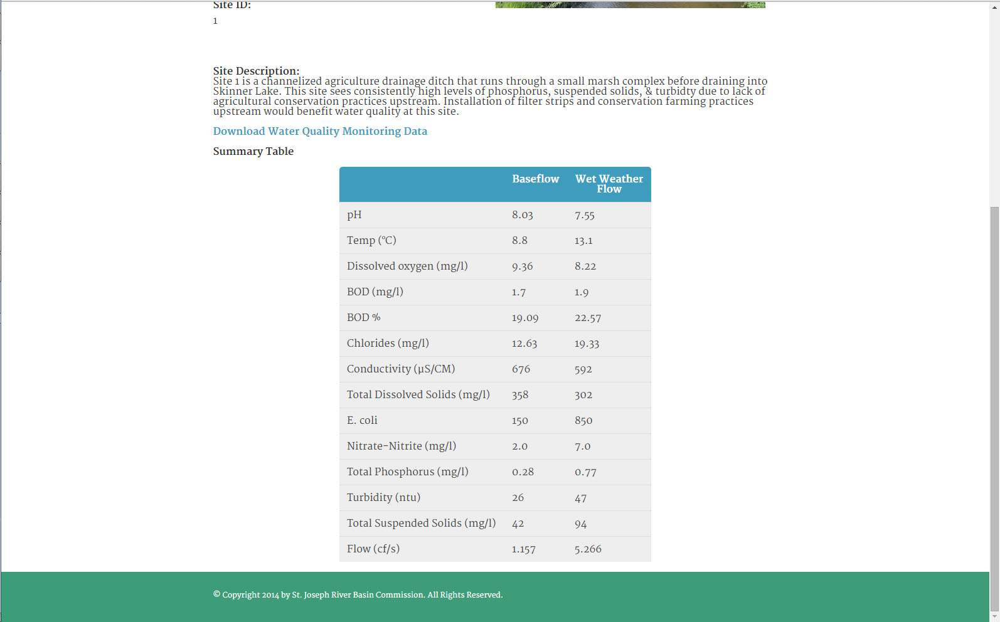 Site ID:
1
Site Description:
Site 1 is a channelized agriculture drainage ditch that runs through a small marsh complex before draining into
Skinner Lake. This site sees consistently high levels of phosphorus, suspended solids, & turbidty due to lack of
agricultural conservation practices upstream. Installation of filter strips and conservation farming practices
upstream would benefit water quality at this site.
Download Water Quality Monitoring Data
Summary Table
Baseflow Wet Weather
Flow
pH 8.03 7.55
Temp (°C) 8.8 13.1
Dissolved oxygen (mg/l) 9.36 8.22
BOD (mg/l) 1.7 1.9
BOD % 19.09 22.57
Chlorides (mg/l) 12.63 19.33
Conductivity (µS/CM) 676 592
Total Dissolved Solids (mg/l) 358 302
E. coli 150 850
Nitrate-Nitrite (mg/l) 2.0 7.0
Total Phosphorus (mg/l) 0.28 0.77
Turbidity (ntu) 26 47
Total Suspended Solids (mg/l) 42 94
Flow (cf/s) 1.157 5.266
© Copyright 2014 by St. Joseph River Basin Commission. All Rights Reserved.